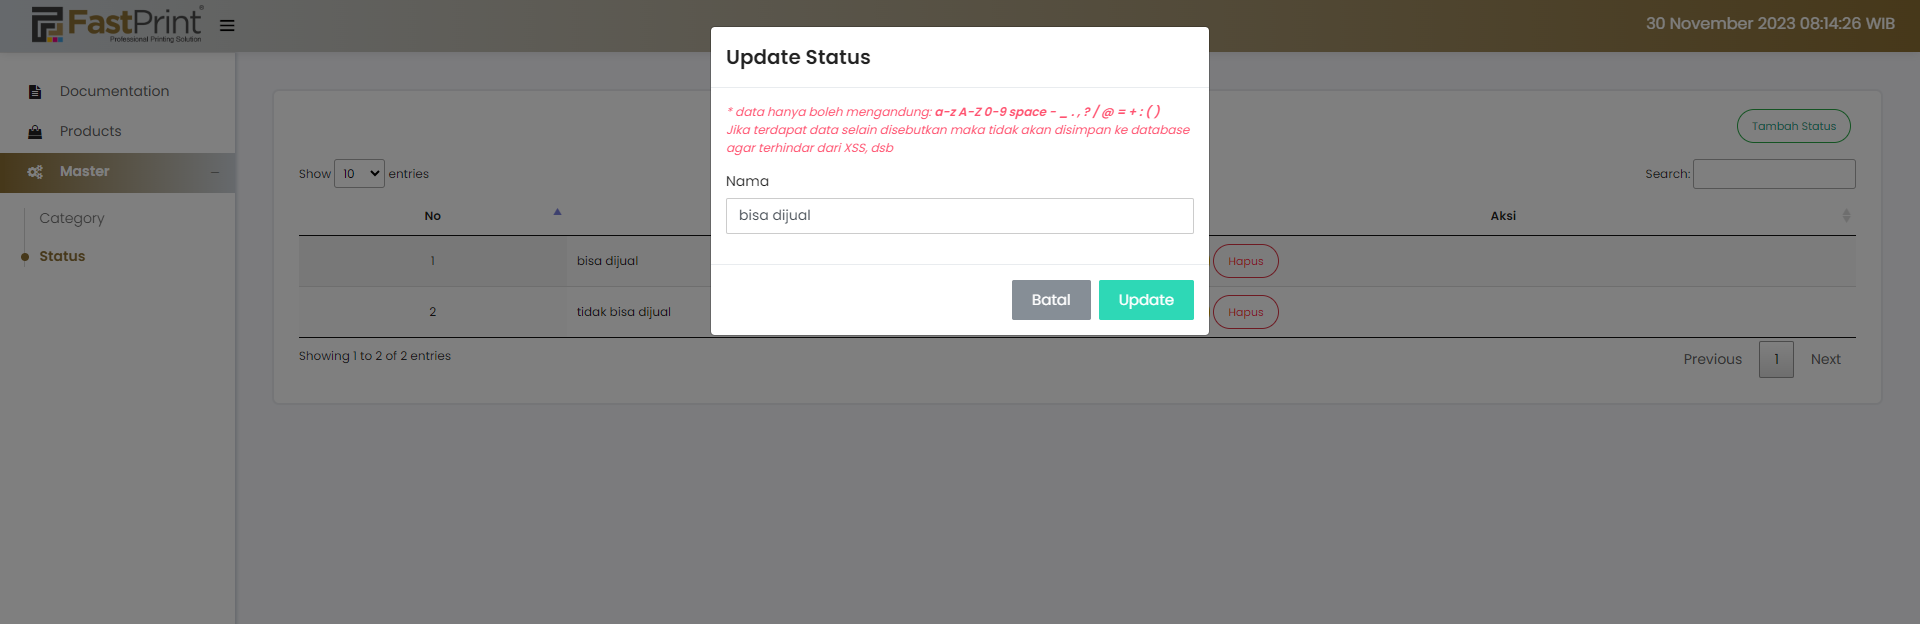 FastPrint®
Professional Printing Solution
30 November 2023 08:14:26 WIB
Documentation
Products
Master
Category
Status
Tambah Status
Show 10 entries
Search:
No
Aksi
1 bisa dijual Hapus
2 tidak bisa dijual Hapus
Showing 1 to 2 of 2 entries
Previous 1 Next
Update Status
* data hanya boleh mengandung: a-z A-Z 0-9 space - _ . , ? / @ = + : ( )
Jika terdapat data selain disebutkan maka tidak akan disimpan ke database
agar terhindar dari XSS, dsb
Nama
bisa dijual
Batal Update